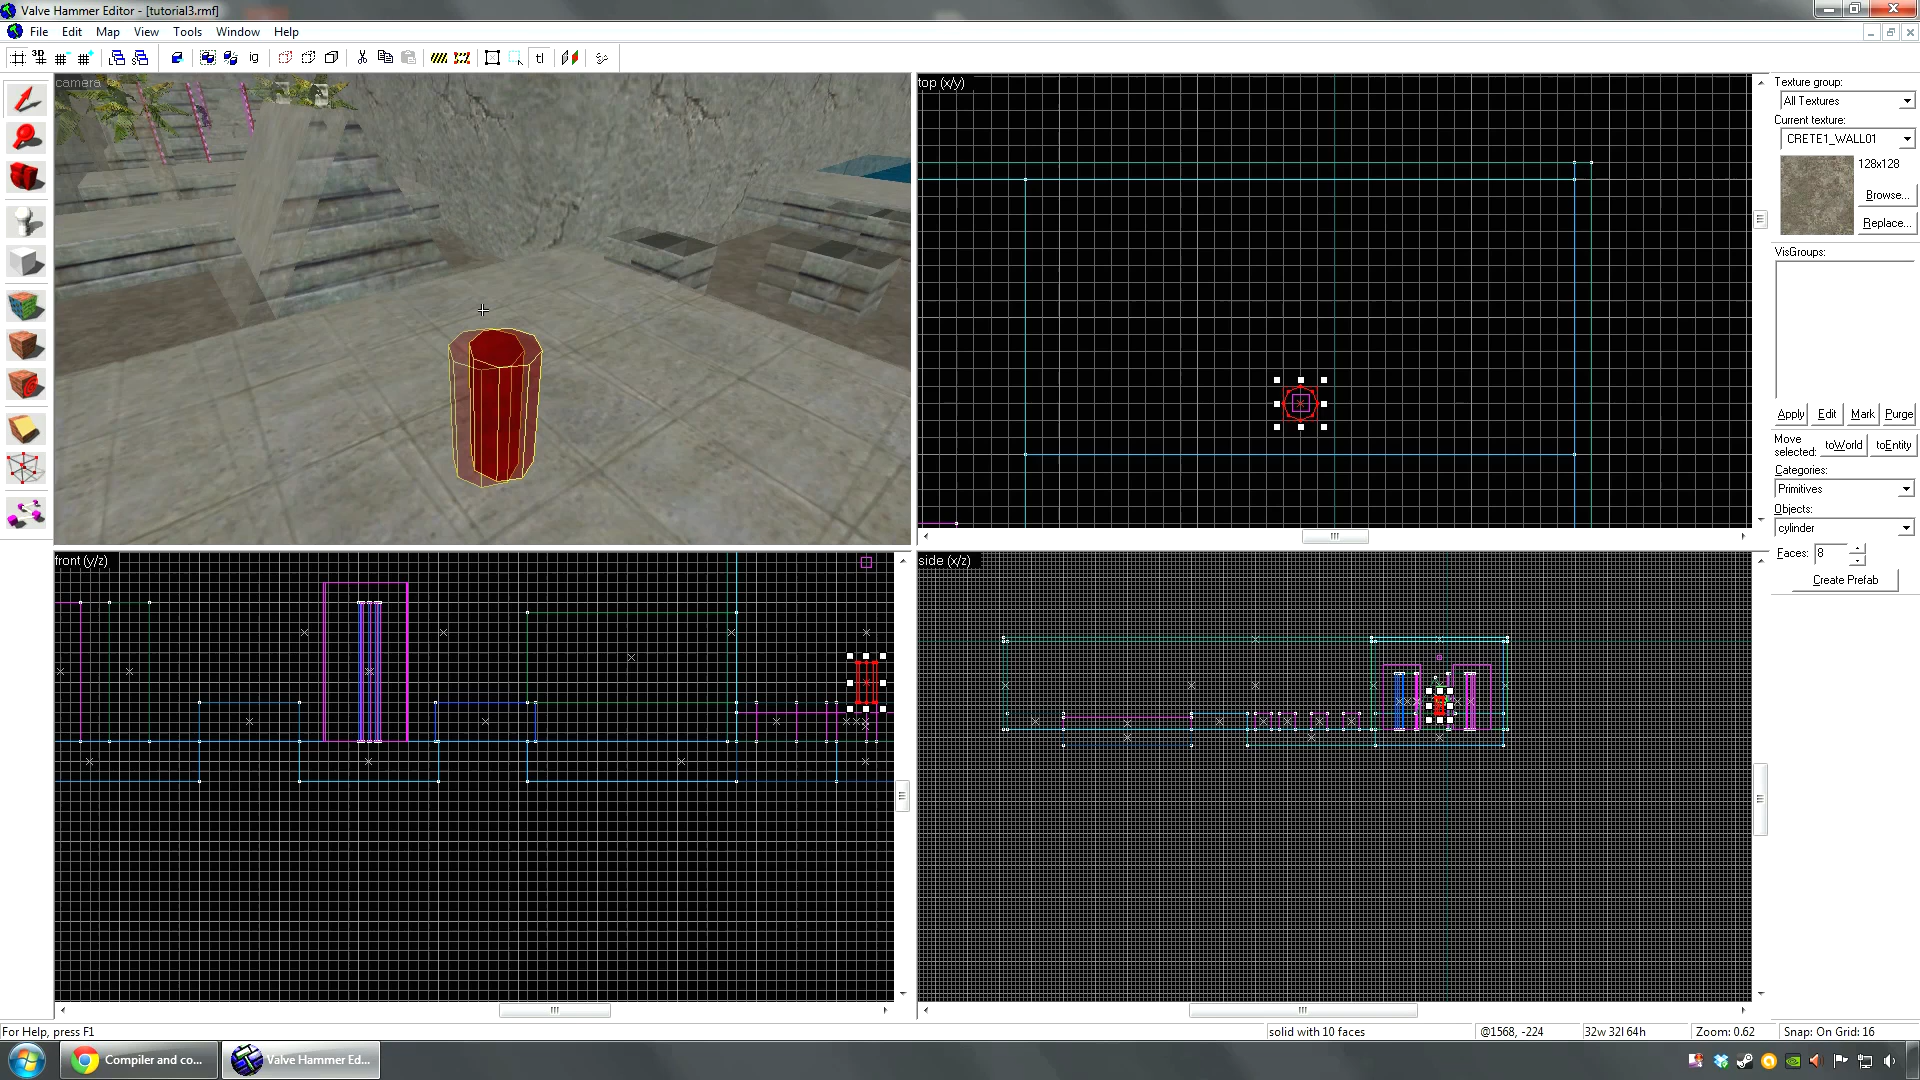 Valve Hammer Editor - [tutorial3.rmf]
File Edit Map View Tools Window Help
3D
ig
tl
camera
top (x/y)
front (y/z)
side (x/z)
Texture group:
All Textures
Current texture:
CRETE1_WALL01
128x128
Browse...
Replace...
VisGroups:
Apply Edit Mark Purge
Move selected: toWorld toEntity
Categories:
Primitives
Objects:
cylinder
Faces: 8
Create Prefab
For Help, press F1
solid with 10 faces
@1568, -224
32w 32l 64h
Zoom: 0.62
Snap: On Grid: 16
Compiler and co...
Valve Hammer Ed...